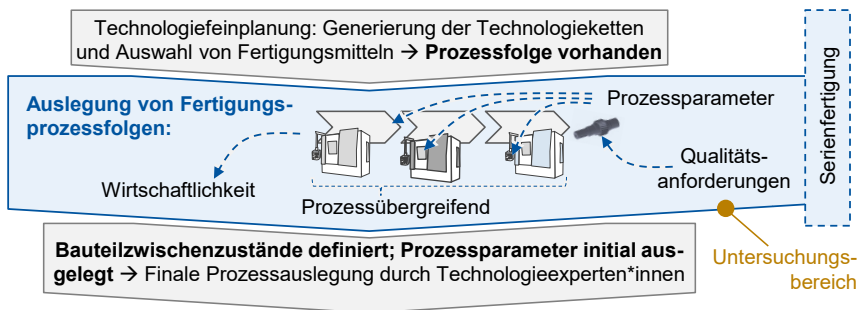 Technologiefeinplanung: Generierung der Technologieketten
und Auswahl von Fertigungsmitteln → Prozessfolge vorhanden
Auslegung von Fertigungs-
prozessfolgen:
Prozessparameter
Qualitäts-
anforderungen
Wirtschaftlichkeit
Prozessübergreifend
Serienfertigung
Bauteilzwischenzustände definiert; Prozessparameter initial aus-
gelegt → Finale Prozessauslegung durch Technologieexperten*innen
Untersuchungs-
bereich